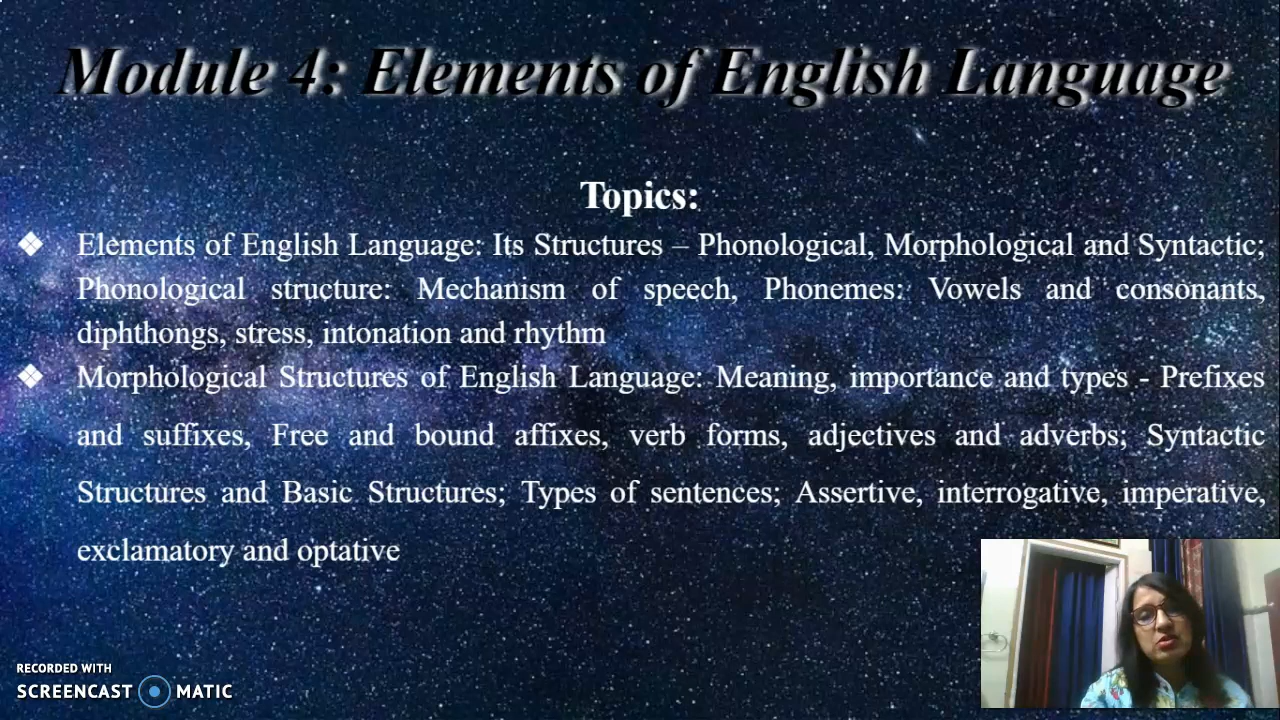 Module 4: Elements of English Language
Topics:
❖ Elements of English Language: Its Structures – Phonological, Morphological and Syntactic;
Phonological structure: Mechanism of speech, Phonemes: Vowels and consonants,
diphthongs, stress, intonation and rhythm
❖ Morphological Structures of English Language: Meaning, importance and types - Prefixes
and suffixes, Free and bound affixes, verb forms, adjectives and adverbs; Syntactic
Structures and Basic Structures; Types of sentences; Assertive, interrogative, imperative,
exclamatory and optative
RECORDED WITH
SCREENCAST MATIC